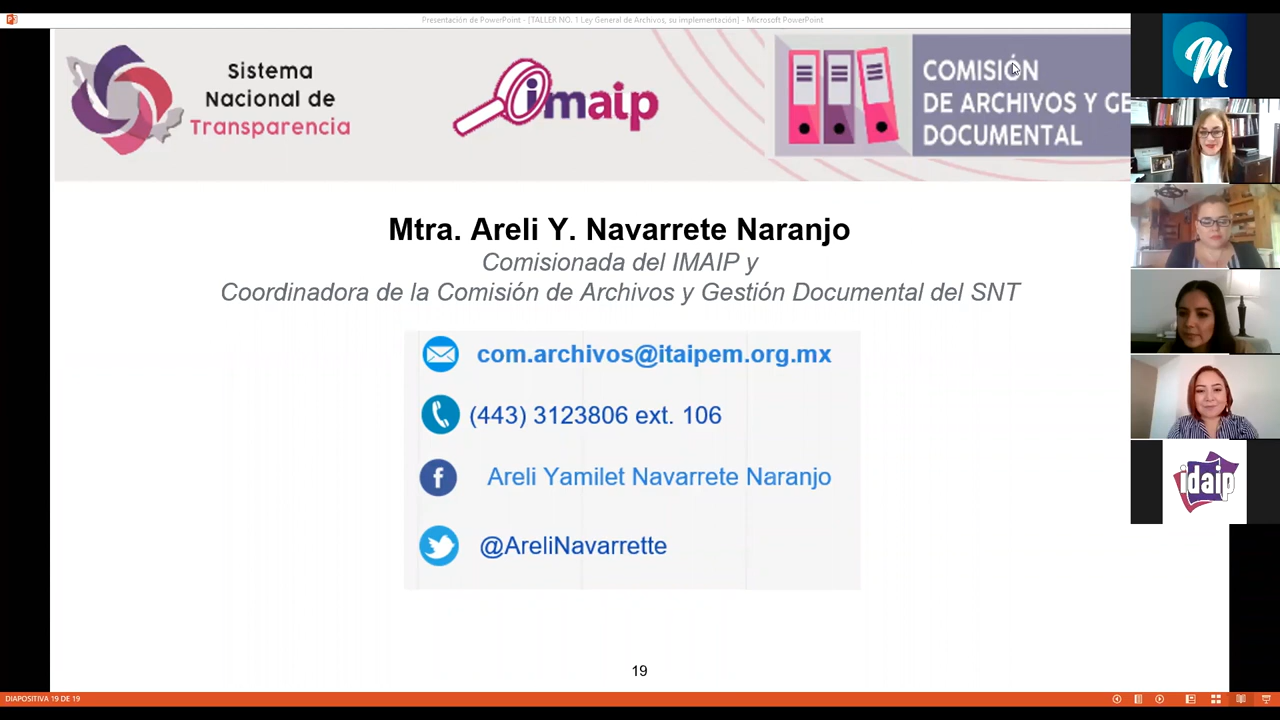 Presentación de PowerPoint - [TALLER NO. 1 Ley General de Archivos, su implementación] - Microsoft PowerPoint
Sistema
Nacional de
Transparencia
imaip
COMISIÓN
DE ARCHIVOS Y GE
DOCUMENTAL
M
Mtra. Areli Y. Navarrete Naranjo
Comisionada del IMAIP y
Coordinadora de la Comisión de Archivos y Gestión Documental del SNT
com.archivos@itaipem.org.mx
(443) 3123806 ext. 106
Areli Yamilet Navarrete Naranjo
@AreliNavarrette
idaip
19
DIAPOSITIVA 19 DE 19